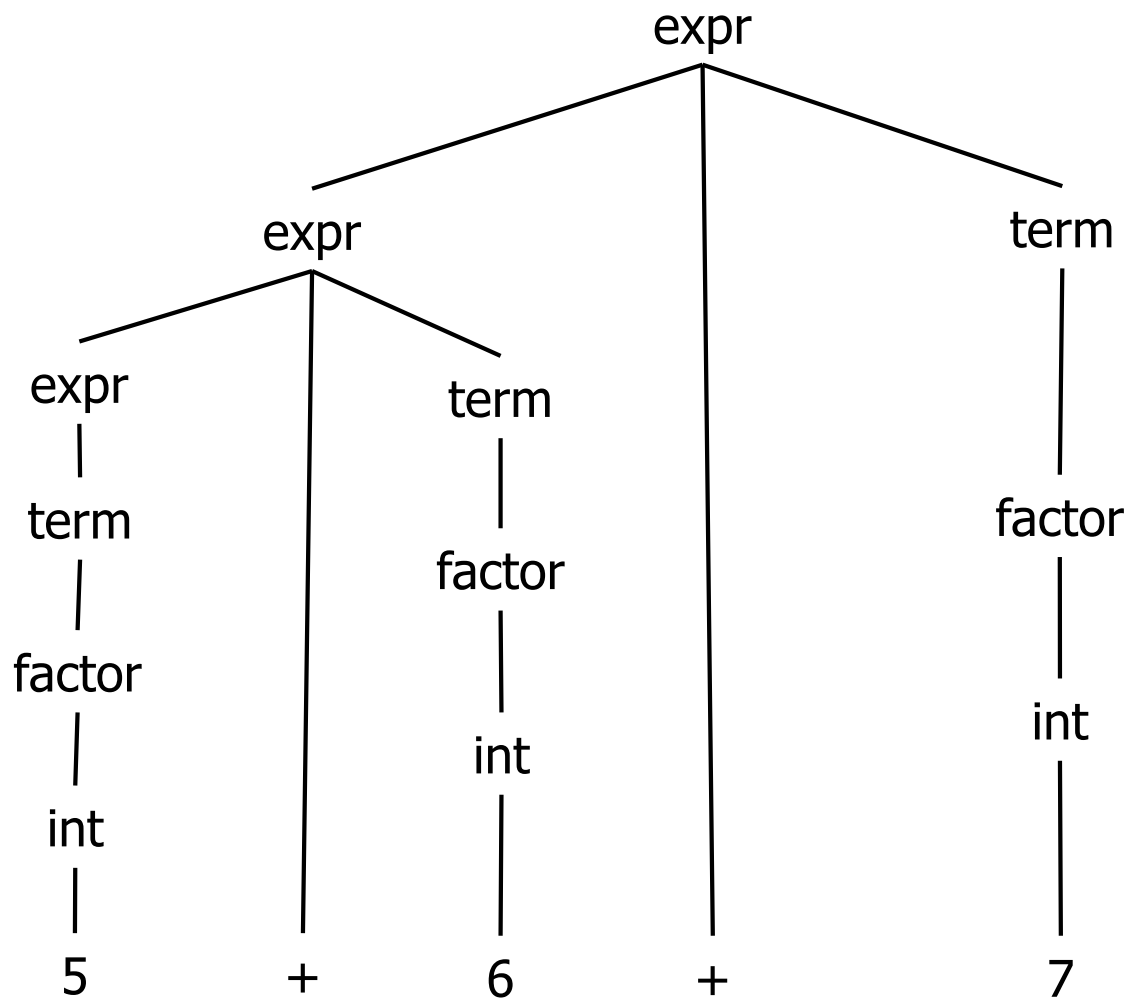 expr
expr term
expr term
term factor
factor
factor
int int
int
5 + 6 + 7